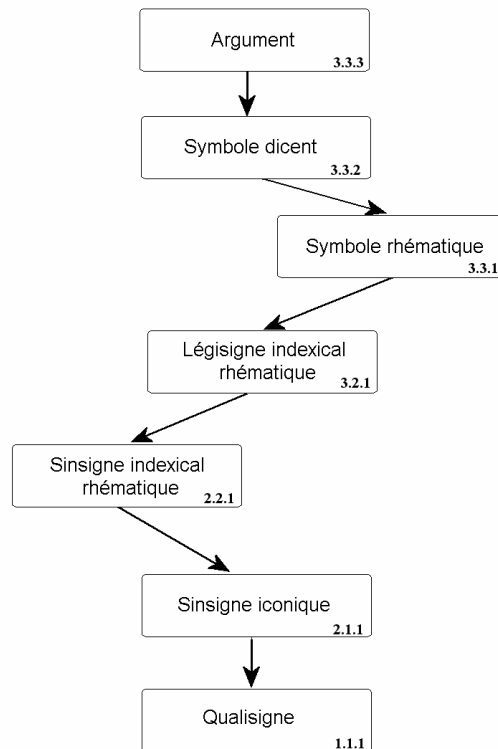 Argument
3.3.3
Symbole dicent
3.3.2
Symbole rhématique
3.3.1
Légisigne indexical
rhématique
3.2.1
Sinsigne indexical
rhématique
2.2.1
Sinsigne iconique
2.1.1
Qualisigne
1.1.1